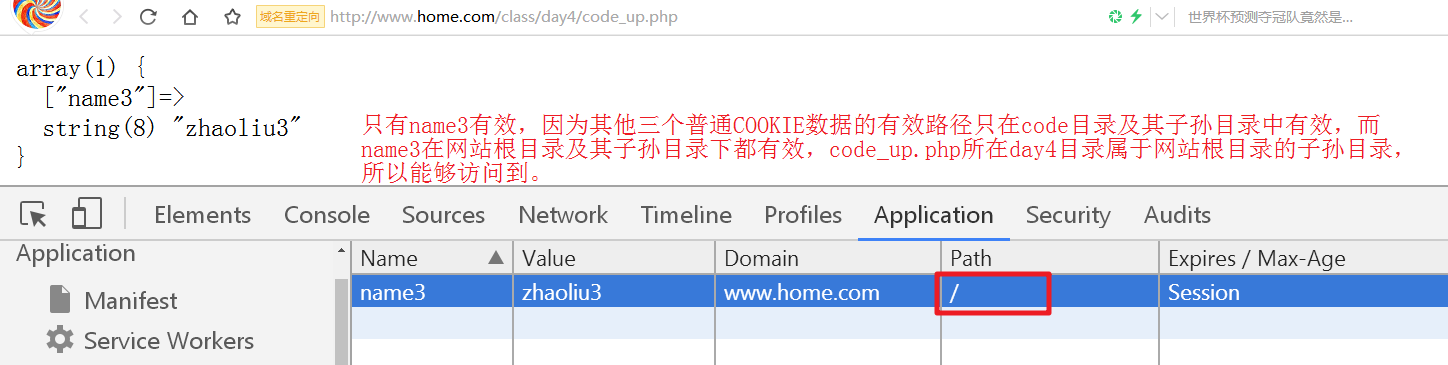 域名重定向 http://www.home.com/class/day4/code_up.php 世界杯预测夺冠队竟然是...
array(1) {
["name3"]=>
string(8) "zhaoliu3"
}
只有name3有效，因为其他三个普通COOKIE数据的有效路径只在code目录及其子孙目录中有效，而
name3在网站根目录及其子孙目录下都有效，code_up.php所在day4目录属于网站根目录的子孙目录，
所以能够访问到。
Elements Console Sources Network Timeline Profiles Application Security Audits
Application
Manifest
Service Workers
Name Value Domain Path Expires / Max-Age
name3 zhaoliu3 www.home.com / Session